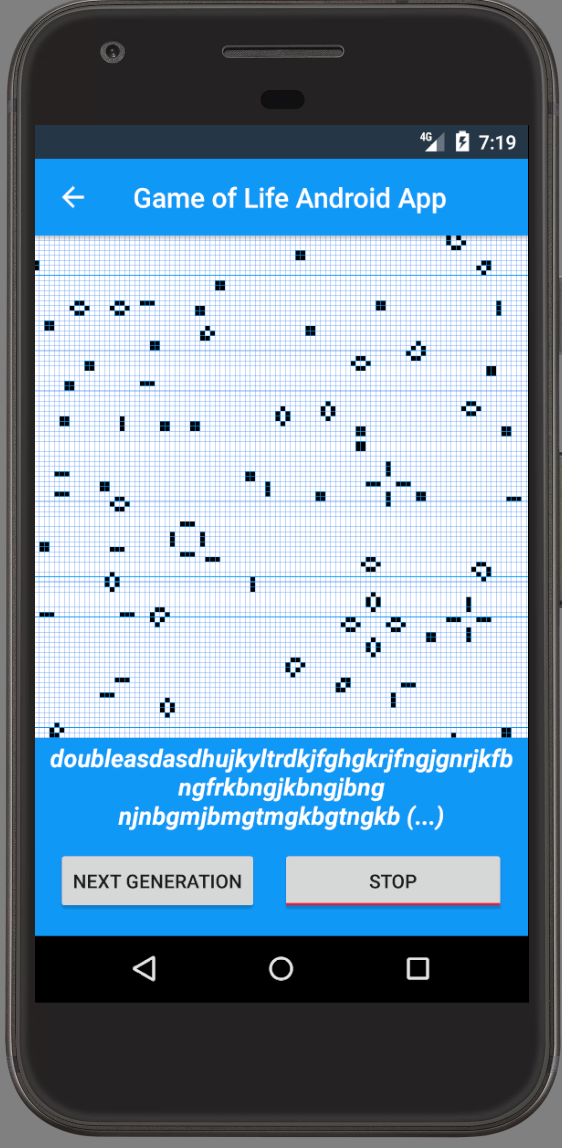 4G 7:19
Game of Life Android App
doubleasdasdhujkyltrdkjfghgkrjfngjgnrjkfb
ngfrkbngjkbngjbng
njnbgmjbmgtmgkbgtngkb (...)
NEXT GENERATION STOP